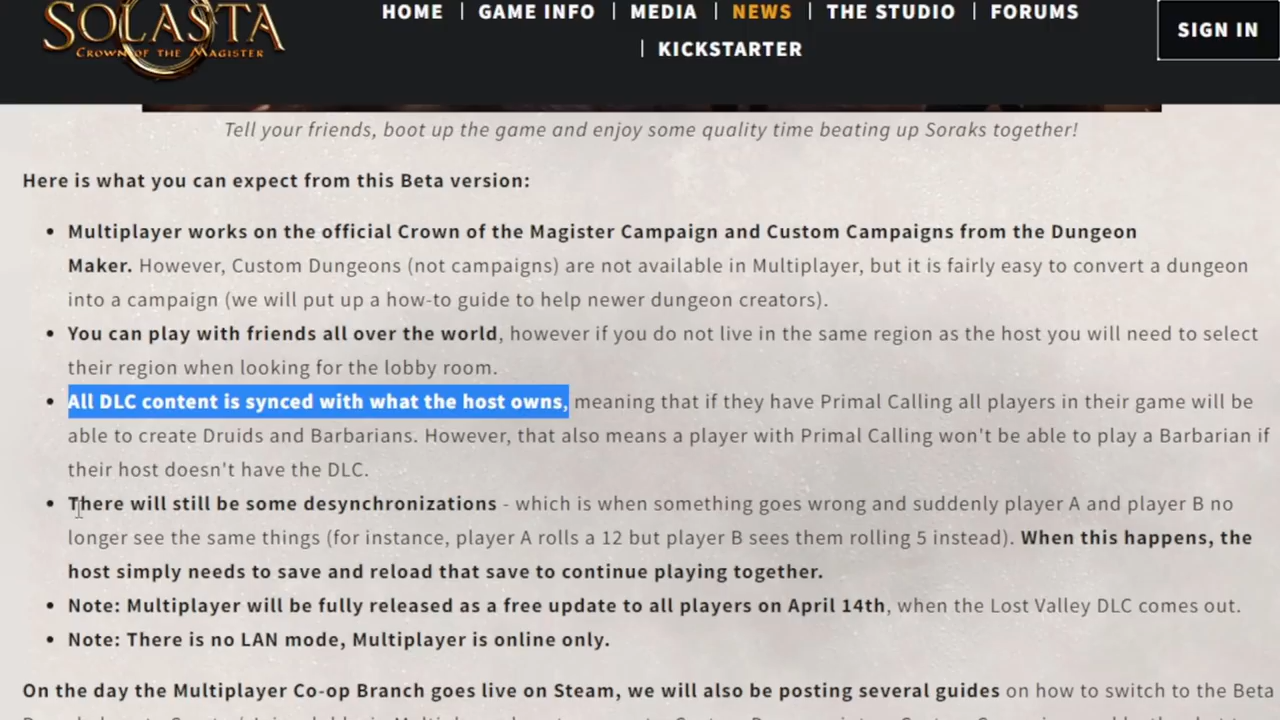 SOLASTA
CROWN OF THE MAGISTER
HOME | GAME INFO | MEDIA | NEWS | THE STUDIO | FORUMS
| KICKSTARTER
SIGN IN
Tell your friends, boot up the game and enjoy some quality time beating up Soraks together!
Here is what you can expect from this Beta version:
• Multiplayer works on the official Crown of the Magister Campaign and Custom Campaigns from the Dungeon
Maker. However, Custom Dungeons (not campaigns) are not available in Multiplayer, but it is fairly easy to convert a dungeon
into a campaign (we will put up a how-to guide to help newer dungeon creators).
• You can play with friends all over the world, however if you do not live in the same region as the host you will need to select
their region when looking for the lobby room.
• All DLC content is synced with what the host owns, meaning that if they have Primal Calling all players in their game will be
able to create Druids and Barbarians. However, that also means a player with Primal Calling won't be able to play a Barbarian if
their host doesn't have the DLC.
• There will still be some desynchronizations - which is when something goes wrong and suddenly player A and player B no
longer see the same things (for instance, player A rolls a 12 but player B sees them rolling 5 instead). When this happens, the
host simply needs to save and reload that save to continue playing together.
• Note: Multiplayer will be fully released as a free update to all players on April 14th, when the Lost Valley DLC comes out.
• Note: There is no LAN mode, Multiplayer is online only.
On the day the Multiplayer Co-op Branch goes live on Steam, we will also be posting several guides on how to switch to the Beta